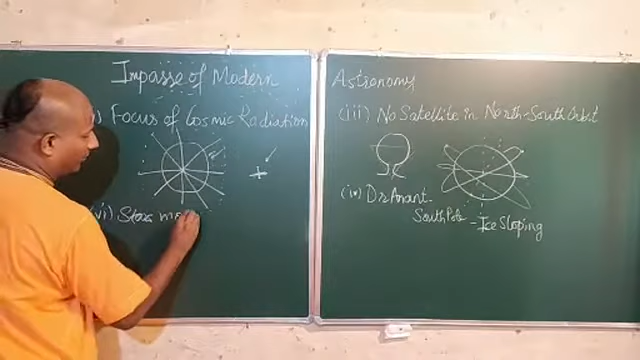 Impasse of Modern Astronomy
) Focus of Cosmic Radiation
(vi) Stars m
(iii) No Satellite in North-South Orbit
(iv) Dr Anant.
South Pole - Ice Sloping